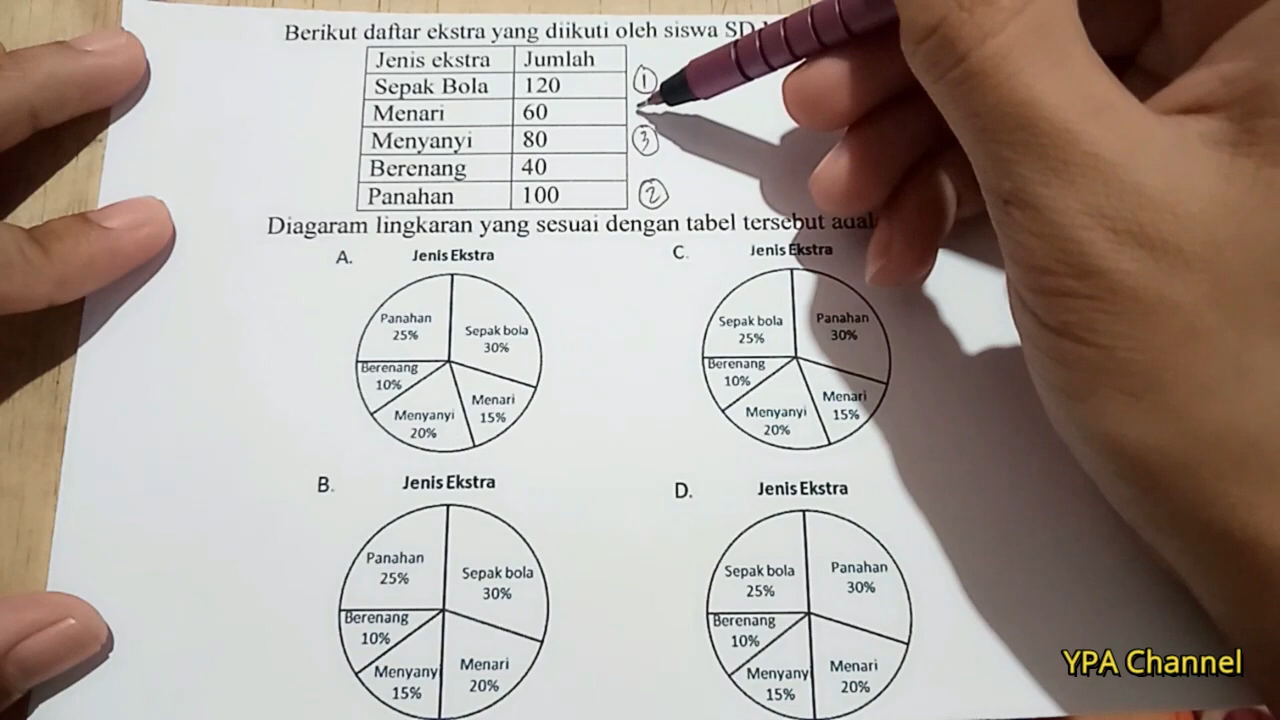 Berikut daftar ekstra yang diikuti oleh siswa SD
Jenis ekstra Jumlah
Sepak Bola 120 1
Menari 60
Menyanyi 80 3
Berenang 40
Panahan 100 2
Diagaram lingkaran yang sesuai dengan tabel tersebut
A. Jenis Ekstra
Panahan 25%
Sepak bola 30%
Berenang 10%
Menari 15%
Menyanyi 20%
C. Jenis Ekstra
Sepak bola 25%
Panahan 30%
Berenang 10%
Menari 15%
Menyanyi 20%
B. Jenis Ekstra
Panahan 25%
Sepak bola 30%
Berenang 10%
Menyany 15%
Menari 20%
D. Jenis Ekstra
Sepak bola 25%
Panahan 30%
Berenang 10%
Menyany 15%
Menari 20%
YPA Channel